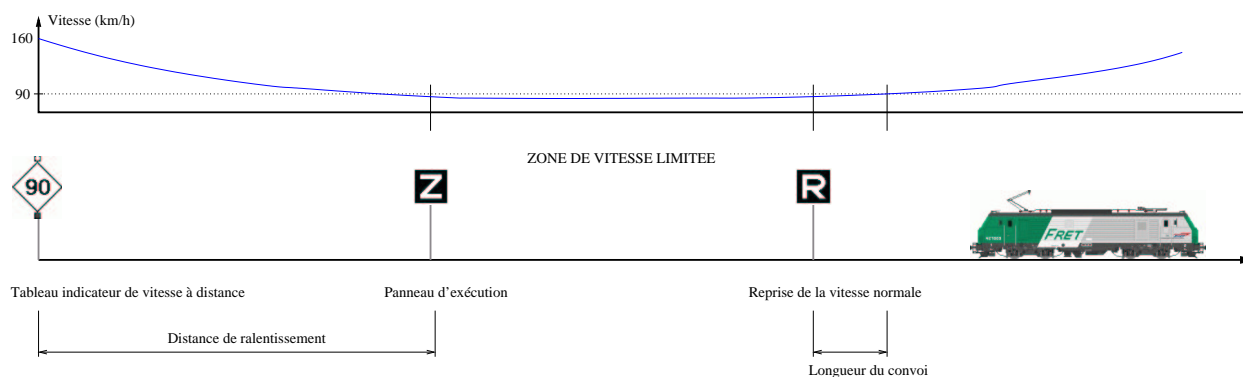 Vitesse (km/h)
160
90
ZONE DE VITESSE LIMITEE
90
Z
R
FRET
Tableau indicateur de vitesse à distance
Panneau d'exécution
Reprise de la vitesse normale
Distance de ralentissement
Longueur du convoi